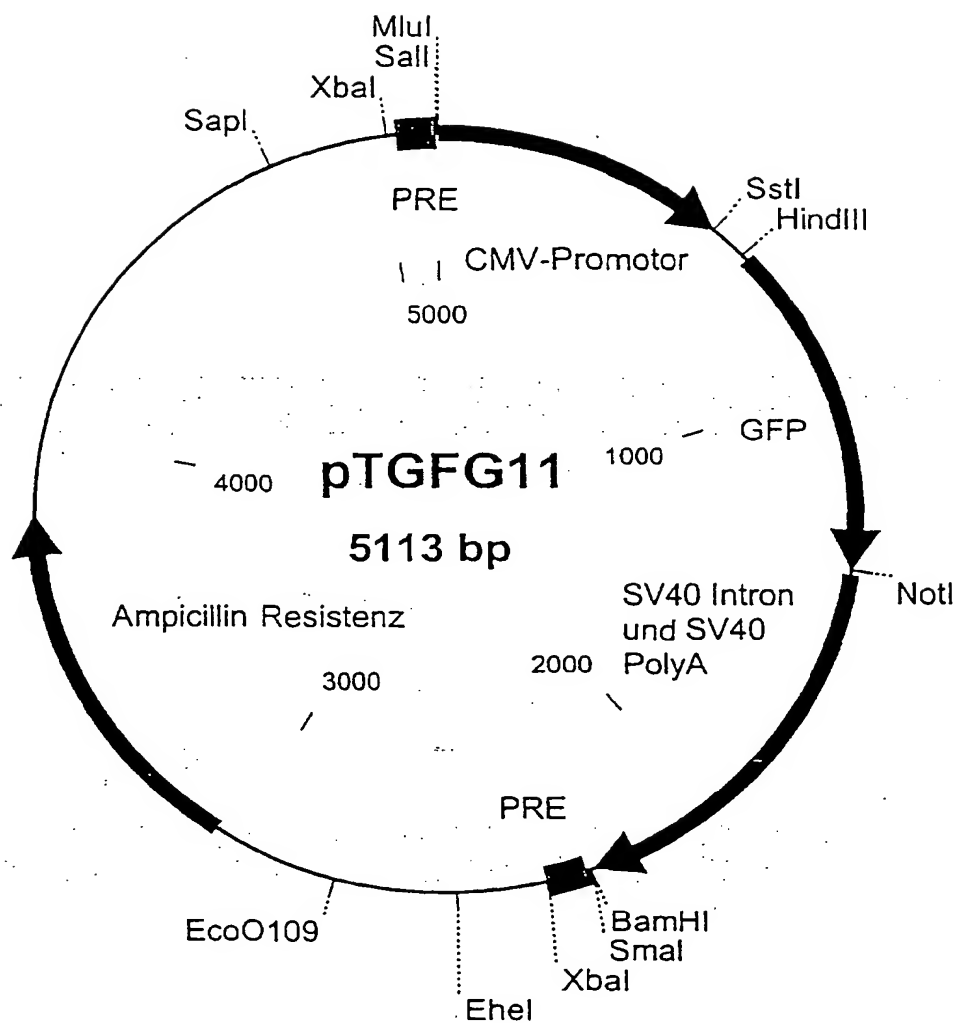 MluI
SalI
XbaI
SapI
PRE
SstI
HindIII
CMV-Promotor
5000
GFP
1000
4000
pTGFG11
5113 bp
Ampicillin Resistenz
SV40 Intron
und SV40
PolyA
NotI
2000
3000
PRE
BamHI
SmaI
XbaI
EcoO109
EheI